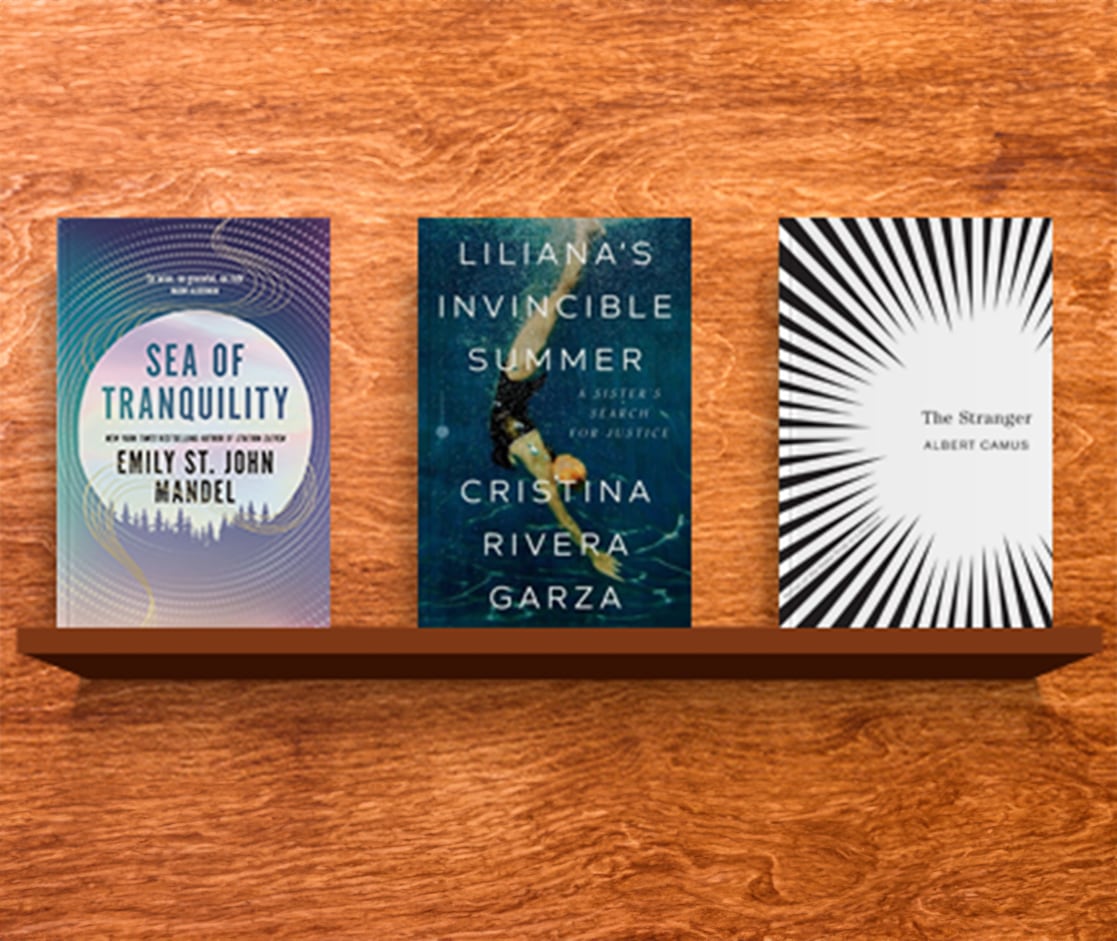 SEA OF
TRANQUILITY
NEW YORK TIMES BESTSELLING AUTHOR OF STATION ELEVEN
EMILY ST. JOHN
MANDEL
LILIANA'S
INVINCIBLE
SUMMER
A SISTER'S
SEARCH
FOR JUSTICE
CRISTINA
RIVERA
GARZA
The Stranger
ALBERT CAMUS